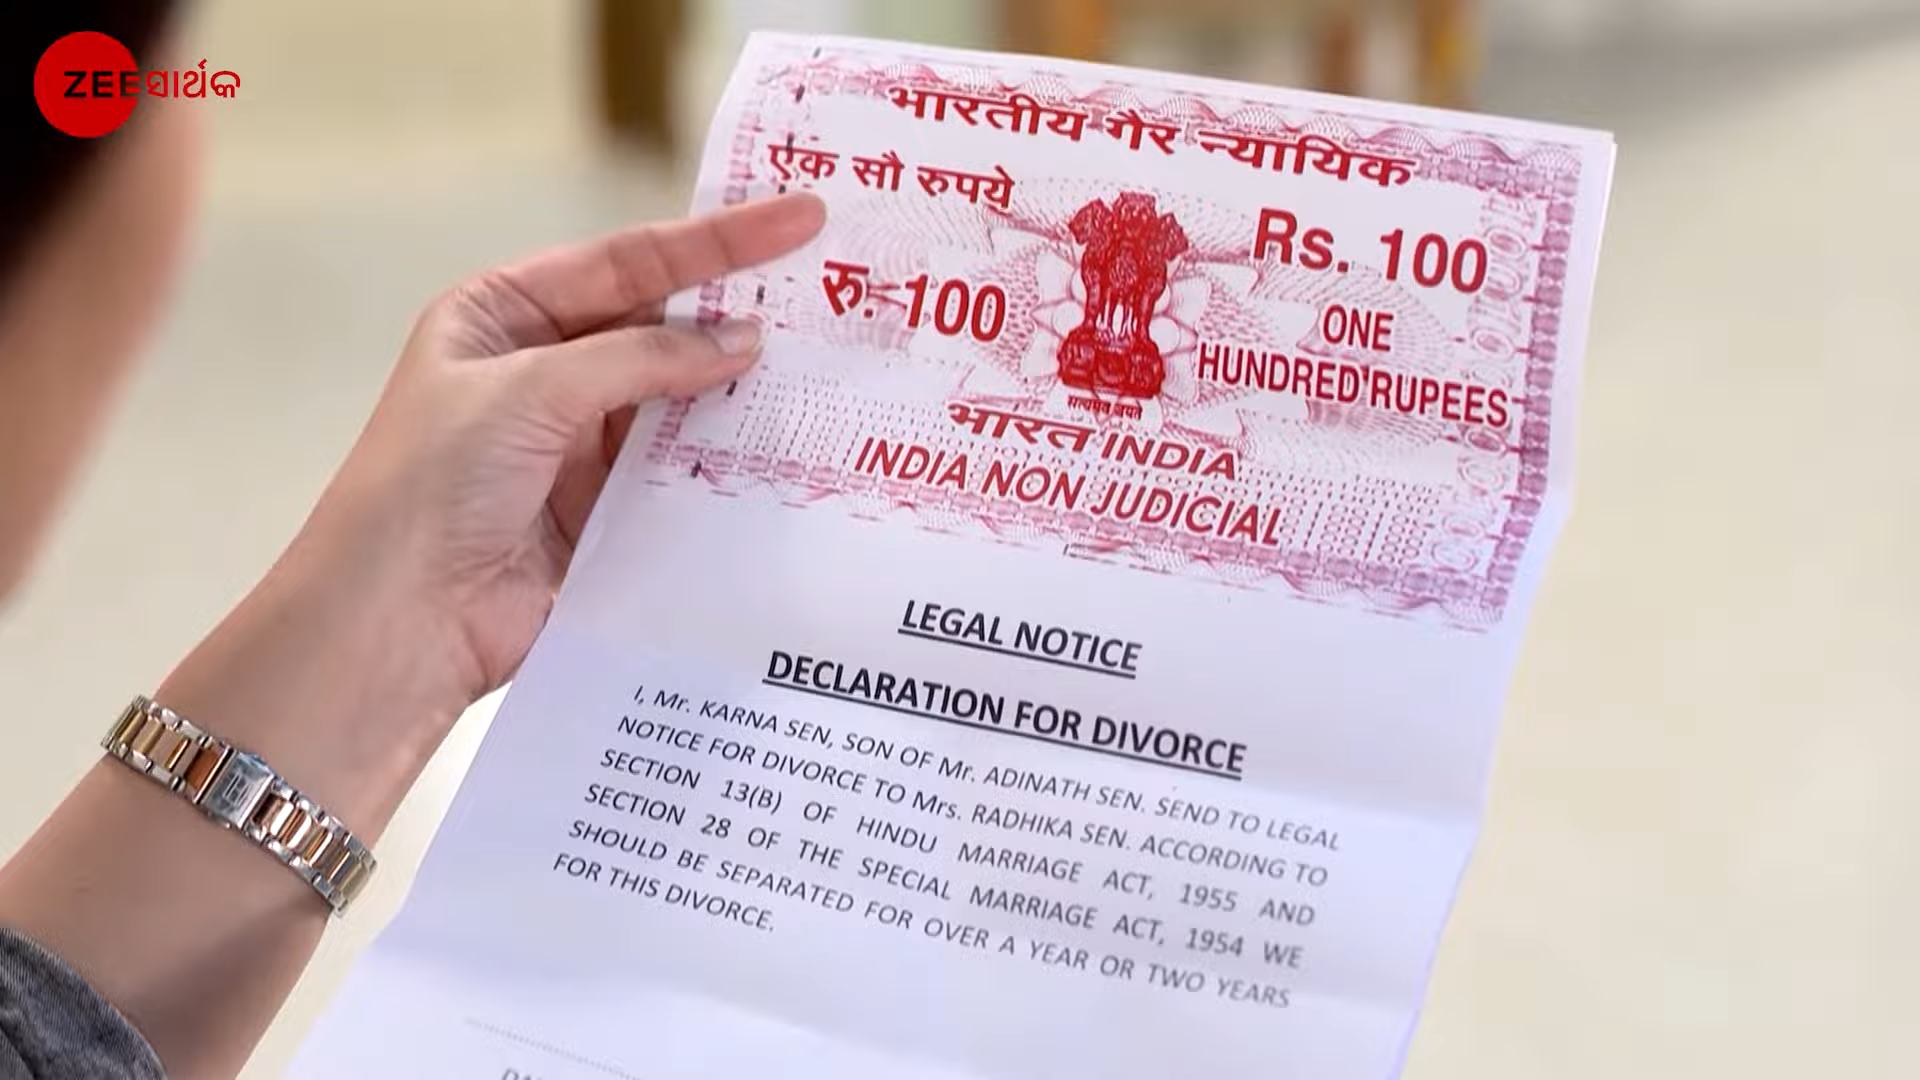 ZEE ସାର୍ଥକ
भारतीय गैर न्यायिक
एक सौ रुपये
Rs. 100
रु. 100
ONE
HUNDRED RUPEES
सत्यमेव जयते
भारत INDIA
INDIA NON JUDICIAL
LEGAL NOTICE
DECLARATION FOR DIVORCE
I, Mr. KARNA SEN, SON OF Mr. ADINATH SEN. SEND TO LEGAL
NOTICE FOR DIVORCE TO Mrs. RADHIKA SEN. ACCORDING TO
SECTION 13(B) OF HINDU MARRIAGE ACT, 1955 AND
SECTION 28 OF THE SPECIAL MARRIAGE ACT, 1954 WE
SHOULD BE SEPARATED FOR OVER A YEAR OR TWO YEARS
FOR THIS DIVORCE.